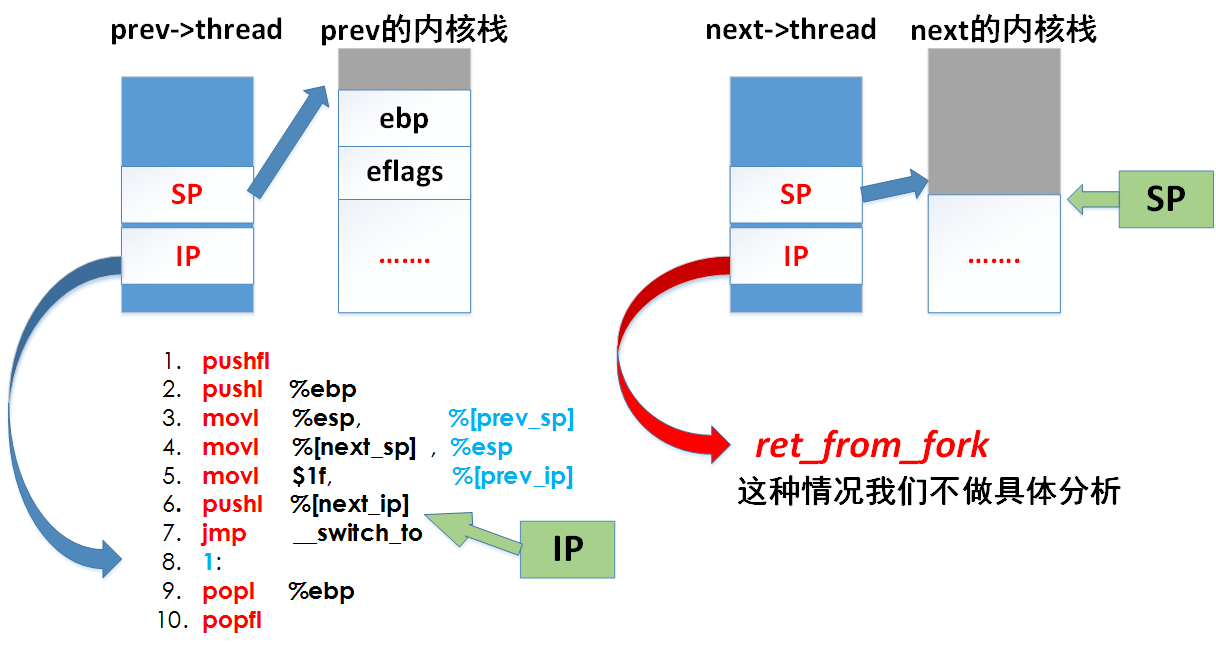 prev->thread
prev的内核栈
next->thread
next的内核栈
ebp
eflags
SP
IP
…….
SP
IP
…….
SP
1. pushfl
2. pushl %ebp
3. movl %esp, %[prev_sp]
4. movl %[next_sp] , %esp
5. movl $1f, %[prev_ip]
6. pushl %[next_ip]
7. jmp __switch_to
8. 1:
9. popl %ebp
10. popfl
IP
ret_from_fork
这种情况我们不做具体分析